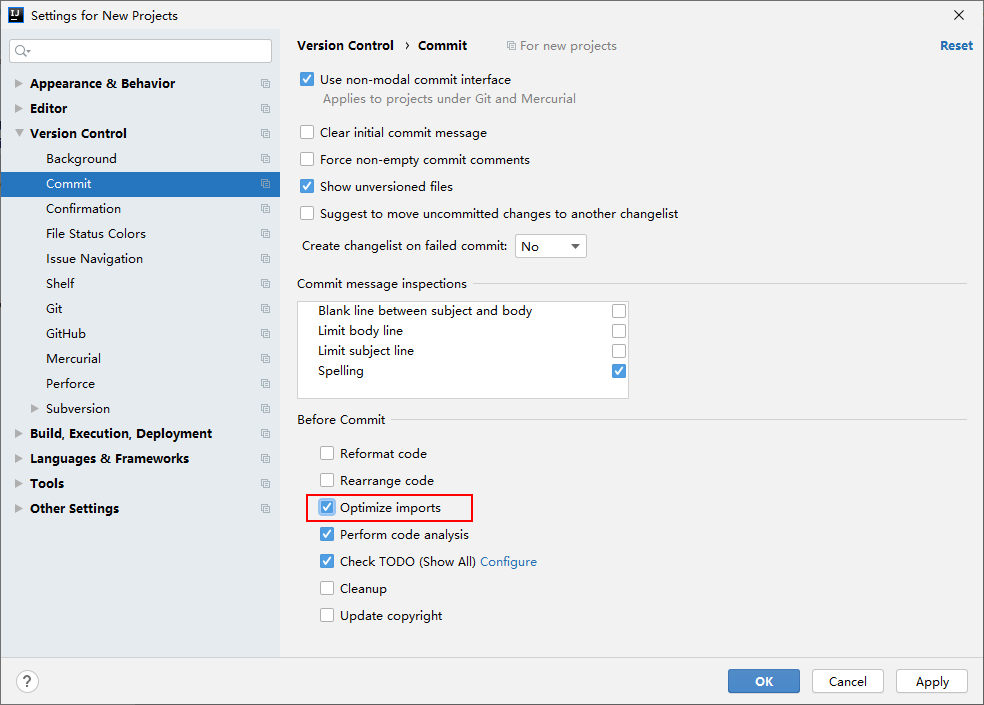 IJ
Settings for New Projects
Appearance & Behavior
Editor
Version Control
Background
Commit
Confirmation
File Status Colors
Issue Navigation
Shelf
Git
GitHub
Mercurial
Perforce
Subversion
Build, Execution, Deployment
Languages & Frameworks
Tools
Other Settings
Version Control › Commit For new projects Reset
Use non-modal commit interface
Applies to projects under Git and Mercurial
Clear initial commit message
Force non-empty commit comments
Show unversioned files
Suggest to move uncommitted changes to another changelist
Create changelist on failed commit: No
Commit message inspections
Blank line between subject and body
Limit body line
Limit subject line
Spelling
Before Commit
Reformat code
Rearrange code
Optimize imports
Perform code analysis
Check TODO (Show All) Configure
Cleanup
Update copyright
? OK Cancel Apply